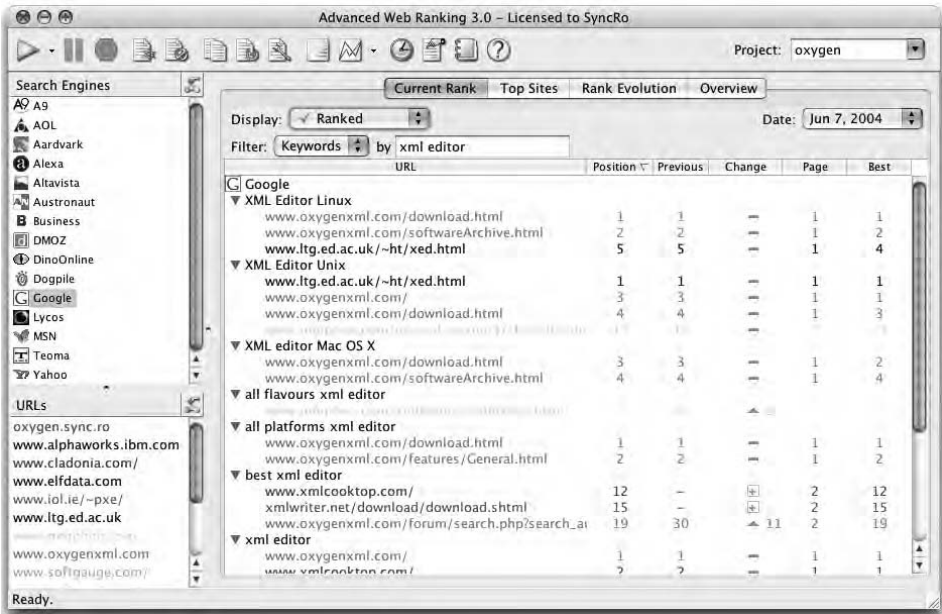 Advanced Web Ranking 3.0 – Licensed to SyncRo
Project: oxygen
Search Engines
A9 A9
AOL
Aardvark
Alexa
Altavista
Austronaut
B Business
DMOZ
DinoOnline
Dogpile
G Google
Lycos
MSN
Teoma
Yahoo
URLs
oxygen.sync.ro
www.alphaworks.ibm.com
www.cladonia.com/
www.elfdata.com
www.iol.ie/~pxe/
www.ltg.ed.ac.uk
www.oxygenxml.com
www.softgauge.com/
Current Rank Top Sites Rank Evolution Overview
Display: ✓ Ranked Date: Jun 7, 2004
Filter: Keywords by xml editor
URL Position Previous Change Page Best
G Google
XML Editor Linux
www.oxygenxml.com/download.html 1 1 1 1
www.oxygenxml.com/softwareArchive.html 2 2 1 2
www.ltg.ed.ac.uk/~ht/xed.html 5 5 1 4
XML Editor Unix
www.ltg.ed.ac.uk/~ht/xed.html 1 1 1 1
www.oxygenxml.com/ 3 3 1 1
www.oxygenxml.com/download.html 4 4 1 3
XML editor Mac OS X
www.oxygenxml.com/download.html 3 3 1 2
www.oxygenxml.com/softwareArchive.html 4 4 1 4
all flavours xml editor
all platforms xml editor
www.oxygenxml.com/download.html 1 1 1 1
www.oxygenxml.com/features/General.html 2 2 1 2
best xml editor
www.xmlcooktop.com/ 12 – + 2 12
xmlwriter.net/download/download.shtml 15 – + 2 15
www.oxygenxml.com/forum/search.php?search_au 19 30 11 2 19
xml editor
www.oxygenxml.com/ 1 1 1 1
www.xmlcooktop.com/ 2 2 1 1
Ready.